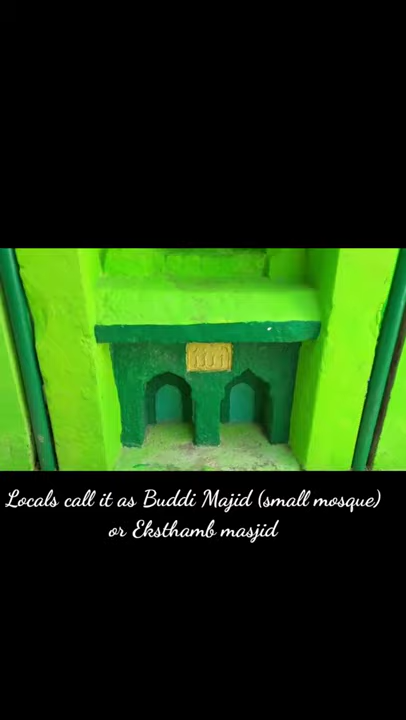 Locals call it as Buddi Majid (small mosque)
or Eksthamb masjid